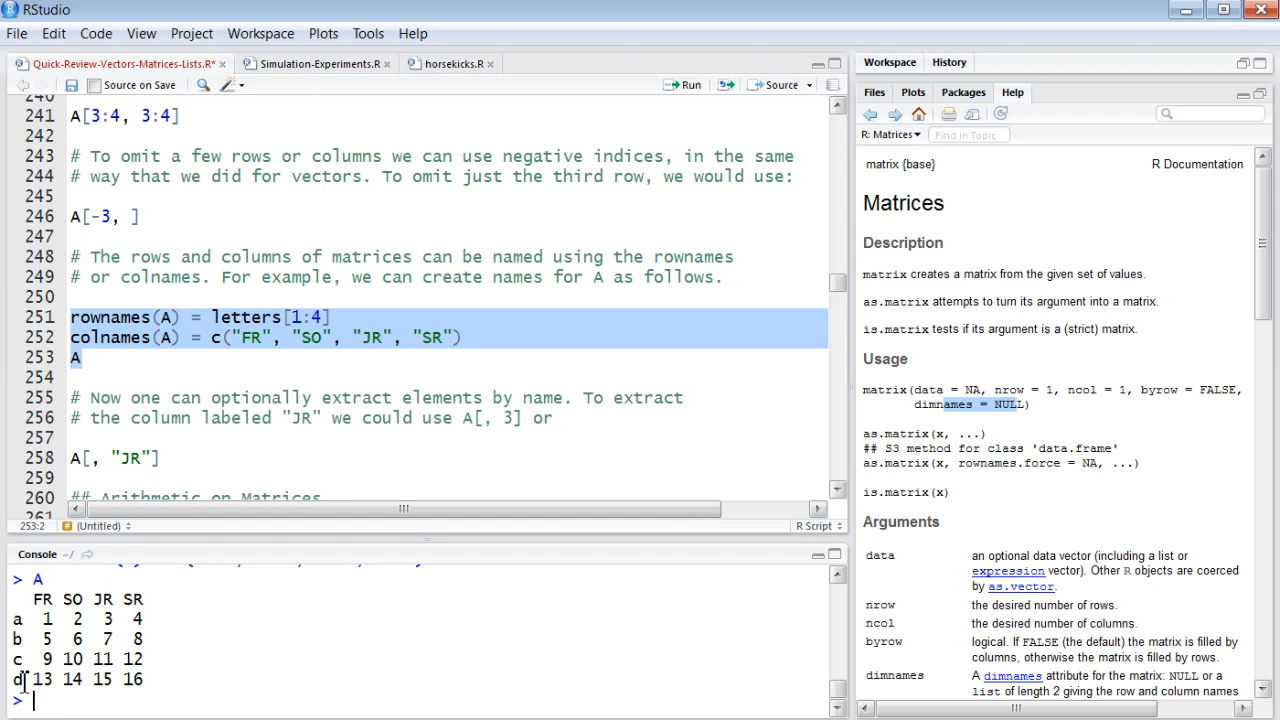 RStudio
File Edit Code View Project Workspace Plots Tools Help
Quick-Review-Vectors-Matrices-Lists.R* × Simulation-Experiments.R × horsekicks.R ×
Source on Save Run Source
240
241 A[3:4, 3:4]
242
243 # To omit a few rows or columns we can use negative indices, in the same
244 # way that we did for vectors. To omit just the third row, we would use:
245
246 A[-3, ]
247
248 # The rows and columns of matrices can be named using the rownames
249 # or colnames. For example, we can create names for A as follows.
250
251 rownames(A) = letters[1:4]
252 colnames(A) = c("FR", "SO", "JR", "SR")
253 A
254
255 # Now one can optionally extract elements by name. To extract
256 # the column labeled "JR" we could use A[, 3] or
257
258 A[, "JR"]
259
260 ## Arithmetic on Matrices
261
253:2 (Untitled) R Script
Console ~/
> A
FR SO JR SR
a 1 2 3 4
b 5 6 7 8
c 9 10 11 12
d 13 14 15 16
>
Workspace History
Files Plots Packages Help
R: Matrices Find in Topic
matrix {base} R Documentation
Matrices
Description
matrix creates a matrix from the given set of values.
as.matrix attempts to turn its argument into a matrix.
is.matrix tests if its argument is a (strict) matrix.
Usage
matrix(data = NA, nrow = 1, ncol = 1, byrow = FALSE,
dimnames = NULL)
as.matrix(x, ...)
## S3 method for class 'data.frame'
as.matrix(x, rownames.force = NA, ...)
is.matrix(x)
Arguments
data an optional data vector (including a list or
expression vector). Other R objects are coerced
by as.vector.
nrow the desired number of rows.
ncol the desired number of columns.
byrow logical. If FALSE (the default) the matrix is filled by
columns, otherwise the matrix is filled by rows.
dimnames A dimnames attribute for the matrix: NULL or a
list of length 2 giving the row and column names